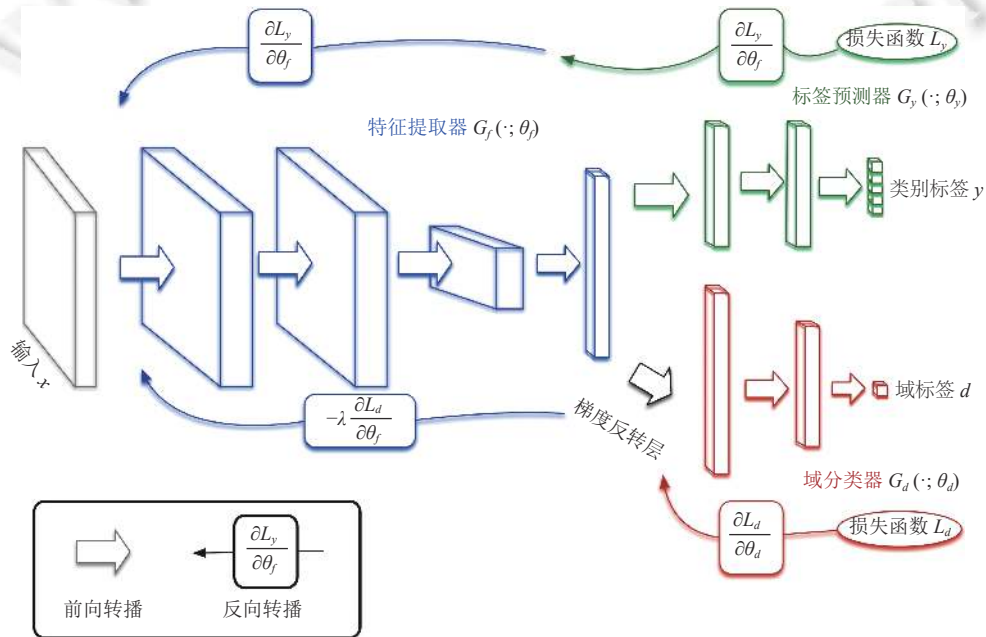 ∂L_y/∂θ_f
∂L_y/∂θ_f
损失函数 L_y
标签预测器 G_y (·; θ_y)
特征提取器 G_f (·; θ_f)
类别标签 y
输入 x
域标签 d
−λ ∂L_d/∂θ_f
梯度反转层
域分类器 G_d (·; θ_d)
∂L_d/∂θ_d
损失函数 L_d
∂L_y/∂θ_f
前向转播
反向转播